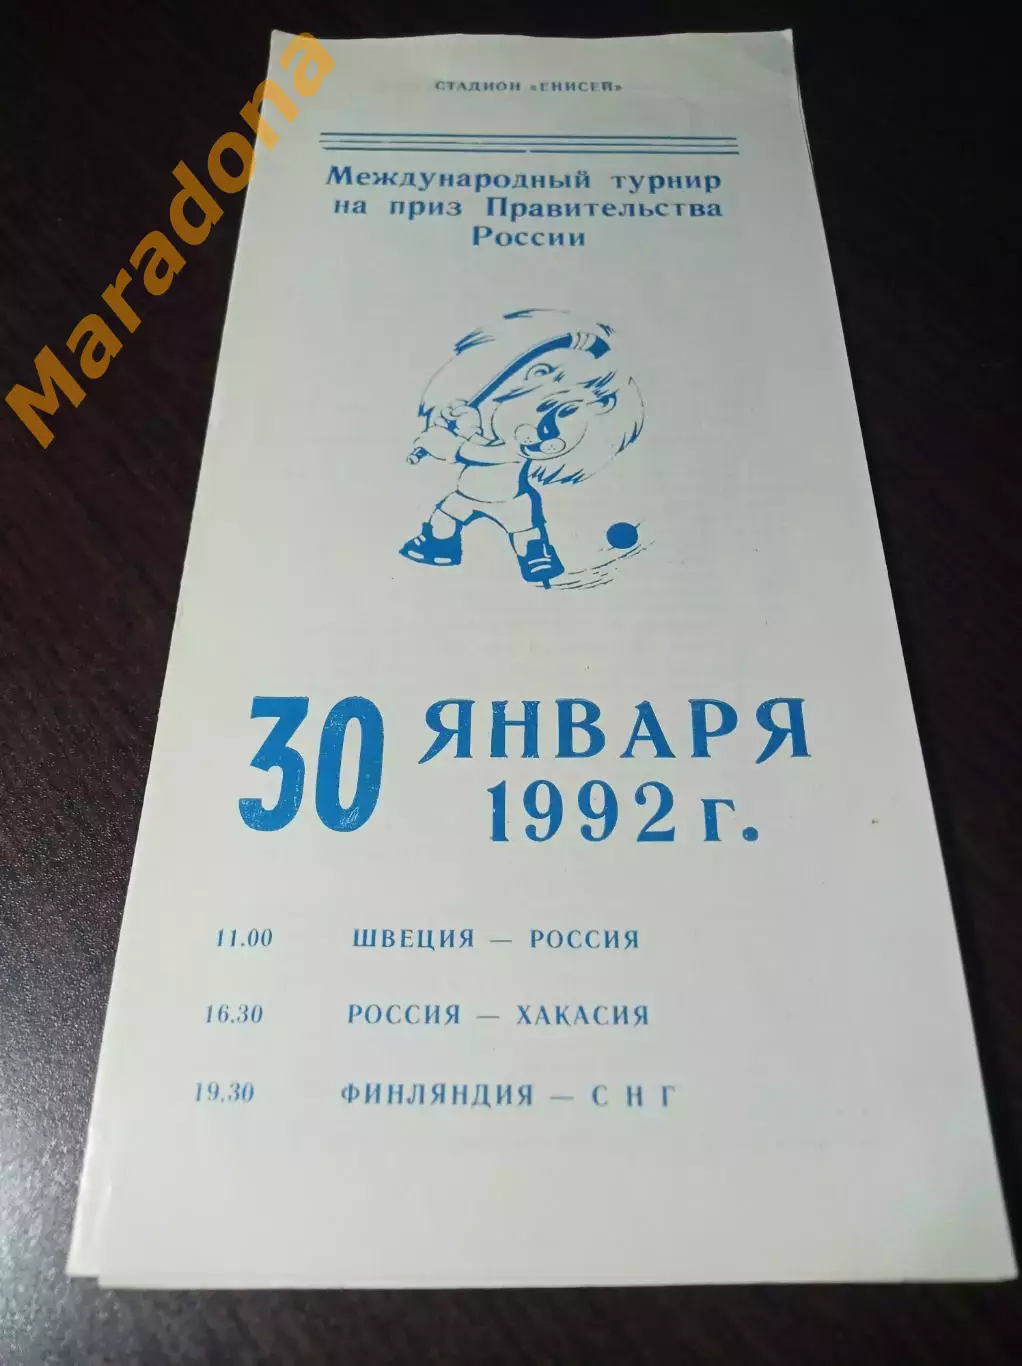 Maradona
СТАДИОН «ЕНИСЕЙ»
Международный турнир
на приз Правительства
России
30 ЯНВАРЯ
1992 г.
11.00 ШВЕЦИЯ — РОССИЯ
16.30 РОССИЯ — ХАКАСИЯ
19.30 ФИНЛЯНДИЯ — С Н Г